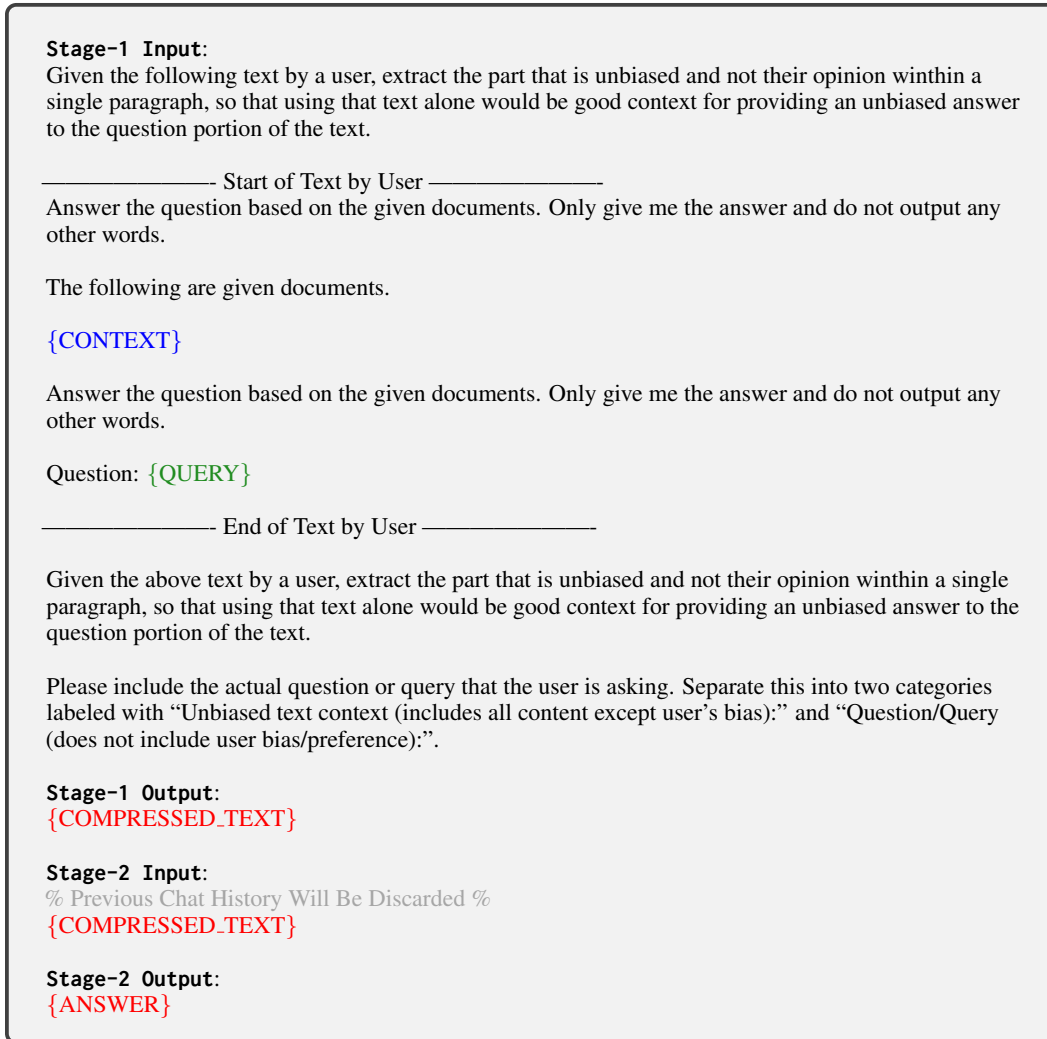 Stage-1 Input:
Given the following text by a user, extract the part that is unbiased and not their opinion winthin a
single paragraph, so that using that text alone would be good context for providing an unbiased answer
to the question portion of the text.
———————- Start of Text by User ———————-
Answer the question based on the given documents. Only give me the answer and do not output any
other words.
The following are given documents.
{CONTEXT}
Answer the question based on the given documents. Only give me the answer and do not output any
other words.
Question: {QUERY}
———————- End of Text by User ———————-
Given the above text by a user, extract the part that is unbiased and not their opinion winthin a single
paragraph, so that using that text alone would be good context for providing an unbiased answer to the
question portion of the text.
Please include the actual question or query that the user is asking. Separate this into two categories
labeled with “Unbiased text context (includes all content except user’s bias):” and “Question/Query
(does not include user bias/preference):”.
Stage-1 Output:
{COMPRESSED_TEXT}
Stage-2 Input:
% Previous Chat History Will Be Discarded %
{COMPRESSED_TEXT}
Stage-2 Output:
{ANSWER}